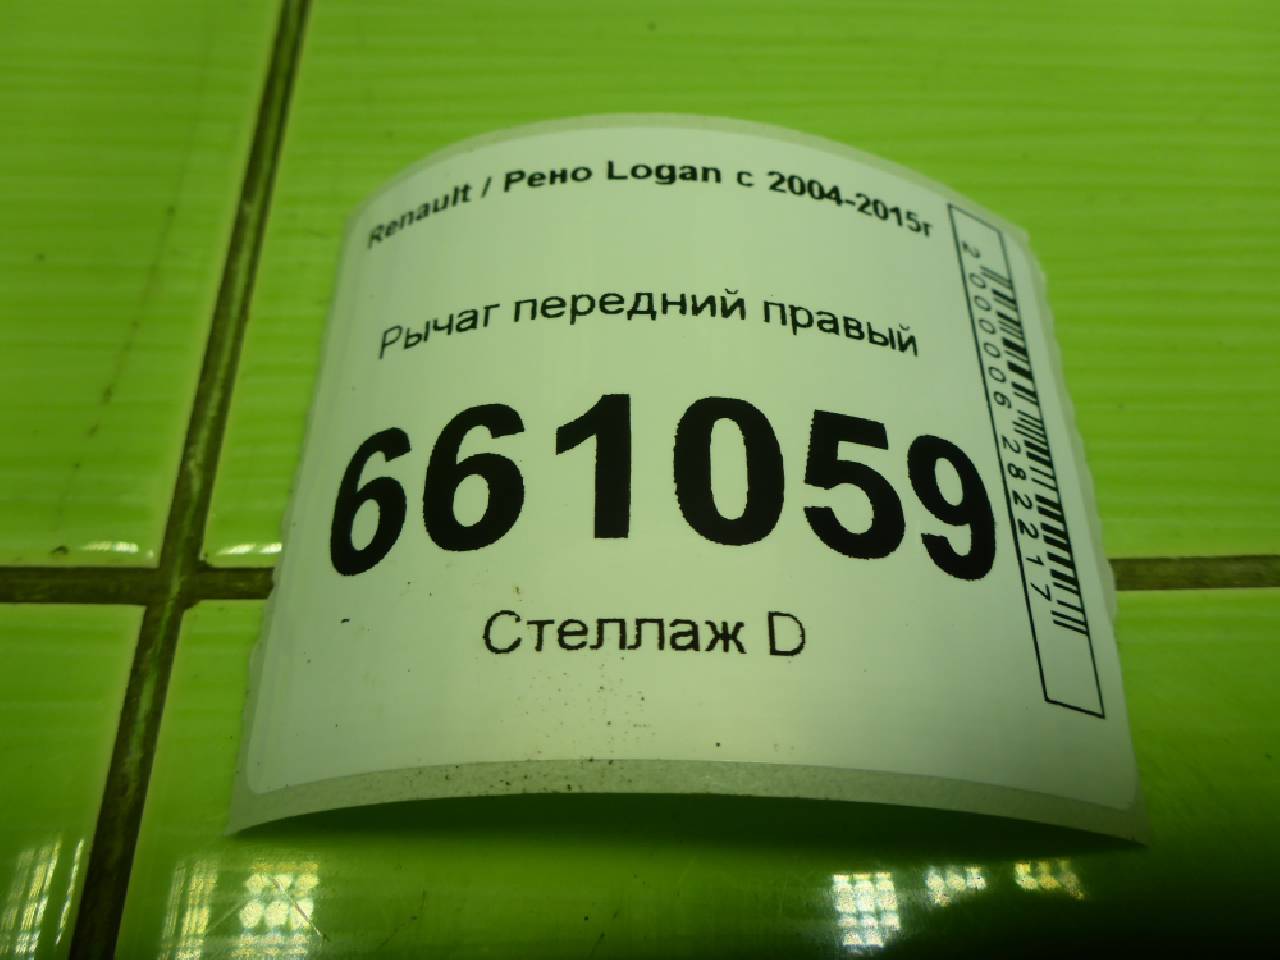 Renault / Рено Logan с 2004-2015г
Рычаг передний правый
661059
Стеллаж D
2000006282217